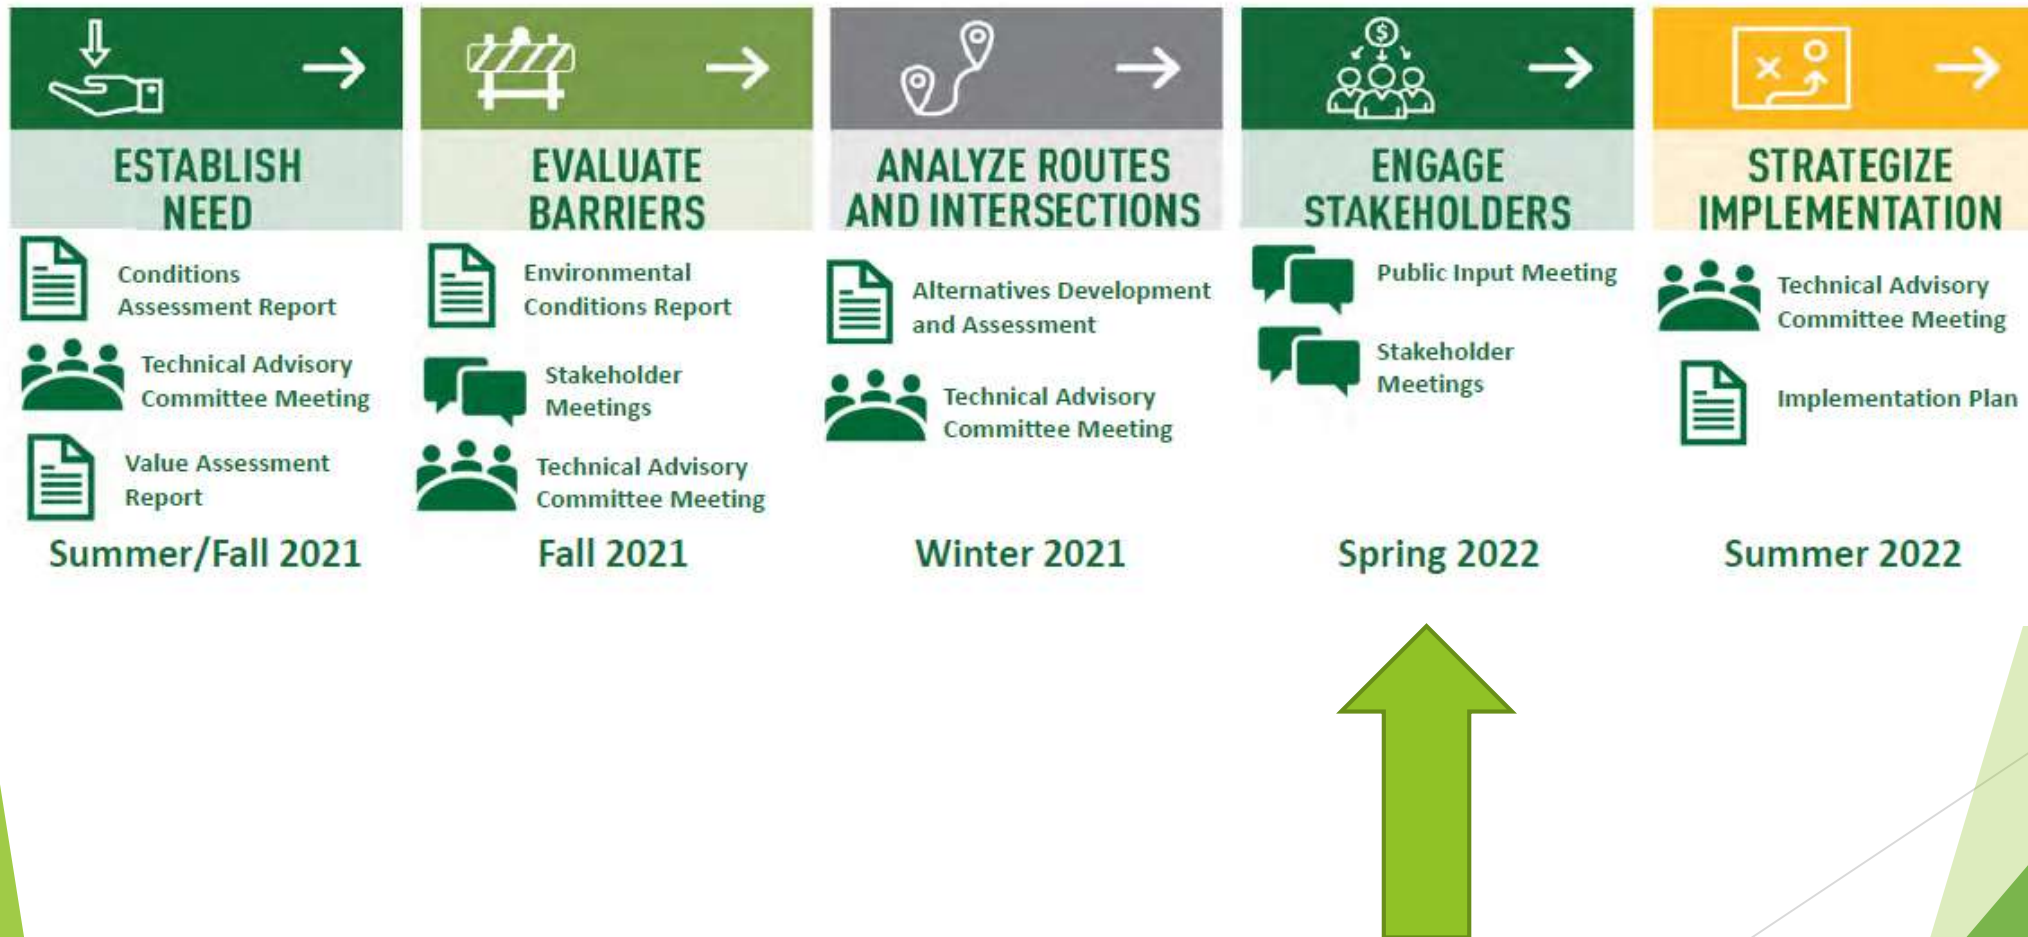 ESTABLISH
NEED
Conditions
Assessment Report
Technical Advisory
Committee Meeting
Value Assessment
Report
Summer/Fall 2021
EVALUATE
BARRIERS
Environmental
Conditions Report
Stakeholder
Meetings
Technical Advisory
Committee Meeting
Fall 2021
ANALYZE ROUTES
AND INTERSECTIONS
Alternatives Development
and Assessment
Technical Advisory
Committee Meeting
Winter 2021
$
ENGAGE
STAKEHOLDERS
Public Input Meeting
Stakeholder
Meetings
Spring 2022
STRATEGIZE
IMPLEMENTATION
Technical Advisory
Committee Meeting
Implementation Plan
Summer 2022